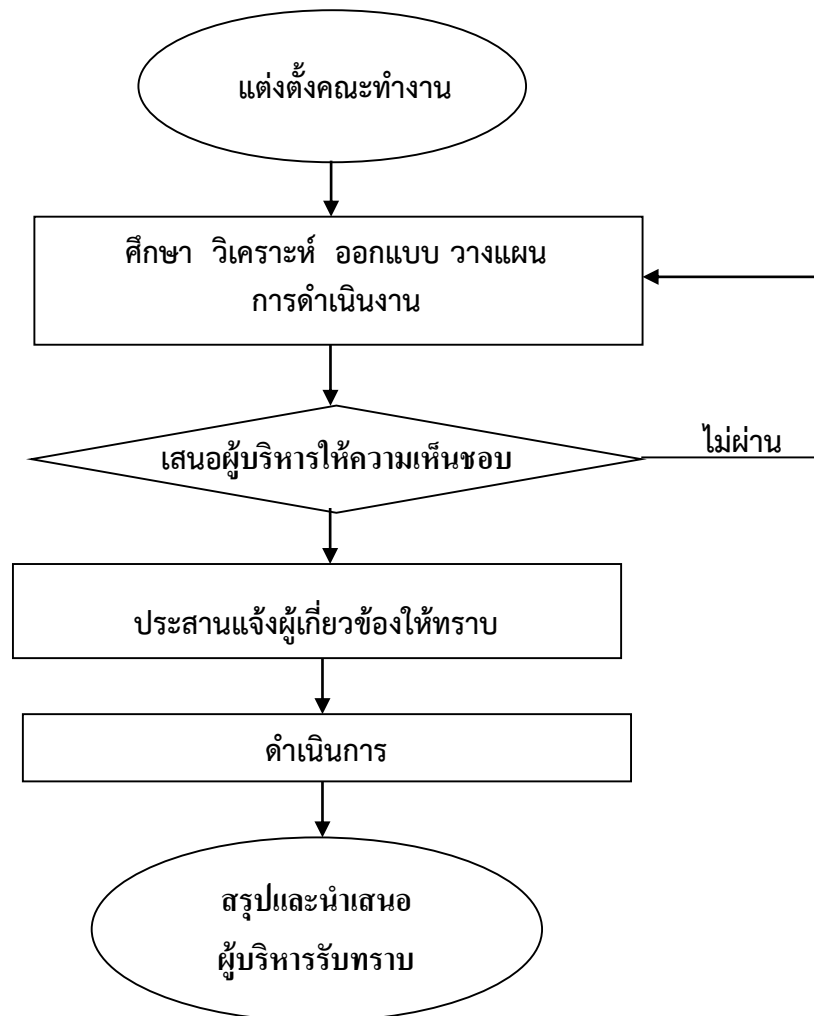 แต่งตั้งคณะทำงาน
ศึกษา วิเคราะห์ ออกแบบ วางแผน
การดำเนินงาน
เสนอผู้บริหารให้ความเห็นชอบ
ไม่ผ่าน
ประสานแจ้งผู้เกี่ยวข้องให้ทราบ
ดำเนินการ
สรุปและนำเสนอ
ผู้บริหารรับทราบ